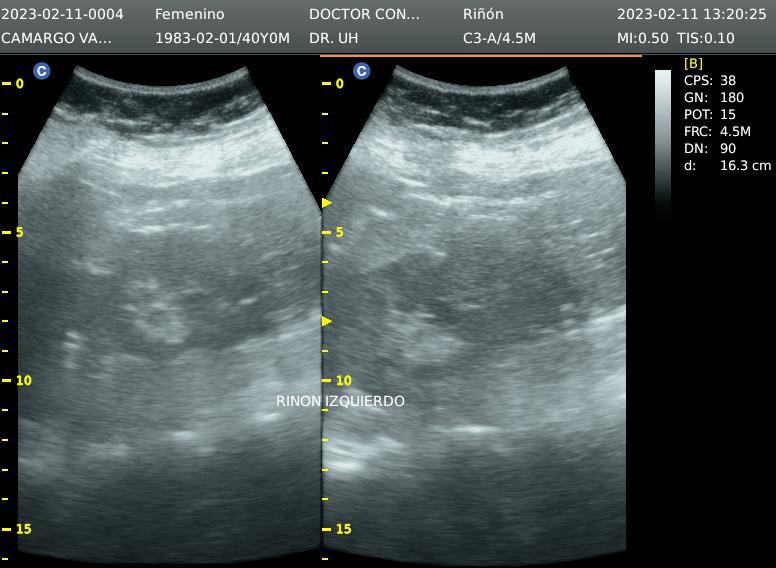 2023-02-11-0004 Femenino DOCTOR CON... Riñón 2023-02-11 13:20:25
CAMARGO VA... 1983-02-01/40Y0M DR. UH C3-A/4.5M MI:0.50 TIS:0.10
C C [B]
0 0 CPS: 38
GN: 180
POT: 15
FRC: 4.5M
DN: 90
d: 16.3 cm
5 5
10 10
RINON IZQUIERDO
15 15